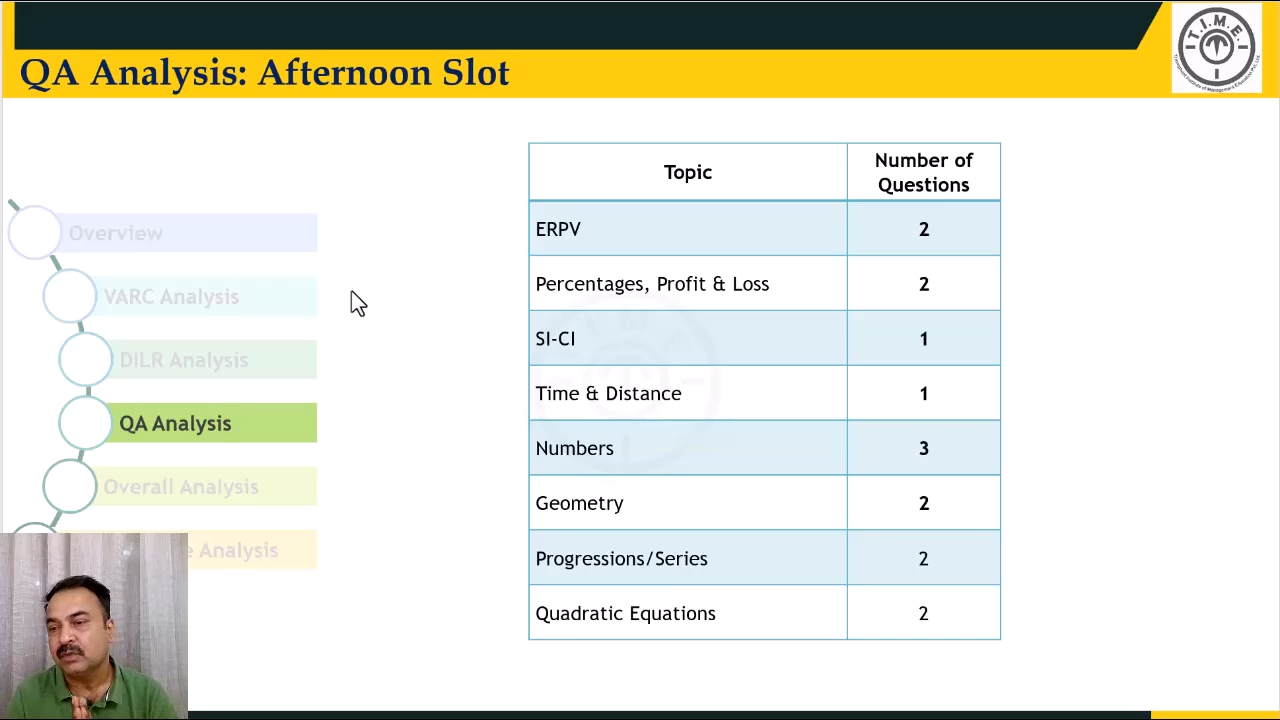 QA Analysis: Afternoon Slot
T.I.M.E.
Overview
VARC Analysis
DILR Analysis
QA Analysis
Overall Analysis
e Analysis
Topic
Number of
Questions
ERPV 2
Percentages, Profit & Loss 2
SI-CI 1
Time & Distance 1
Numbers 3
Geometry 2
Progressions/Series 2
Quadratic Equations 2